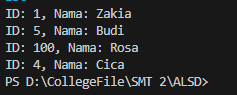 ID: 1, Nama: Zakia
ID: 5, Nama: Budi
ID: 100, Nama: Rosa
ID: 4, Nama: Cica
PS D:\CollegeFile\SMT 2\ALSD>